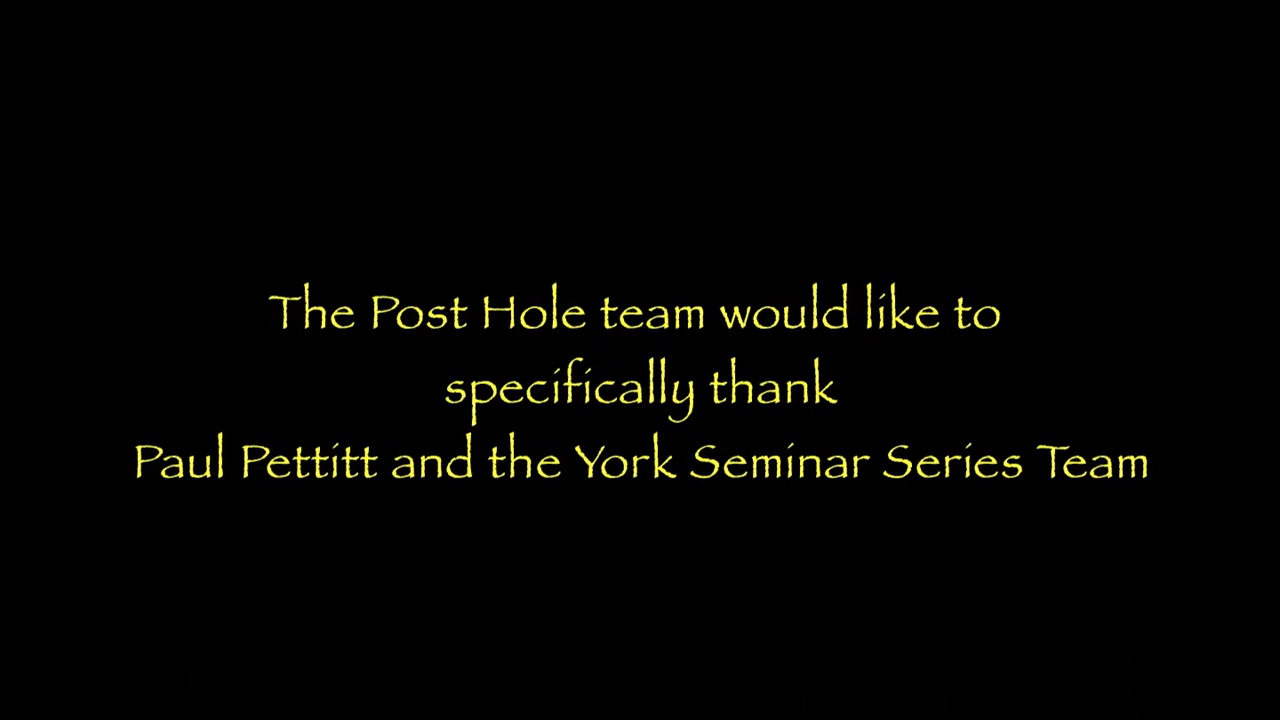 The Post Hole team would like to
specifically thank
Paul Pettitt and the York Seminar Series Team